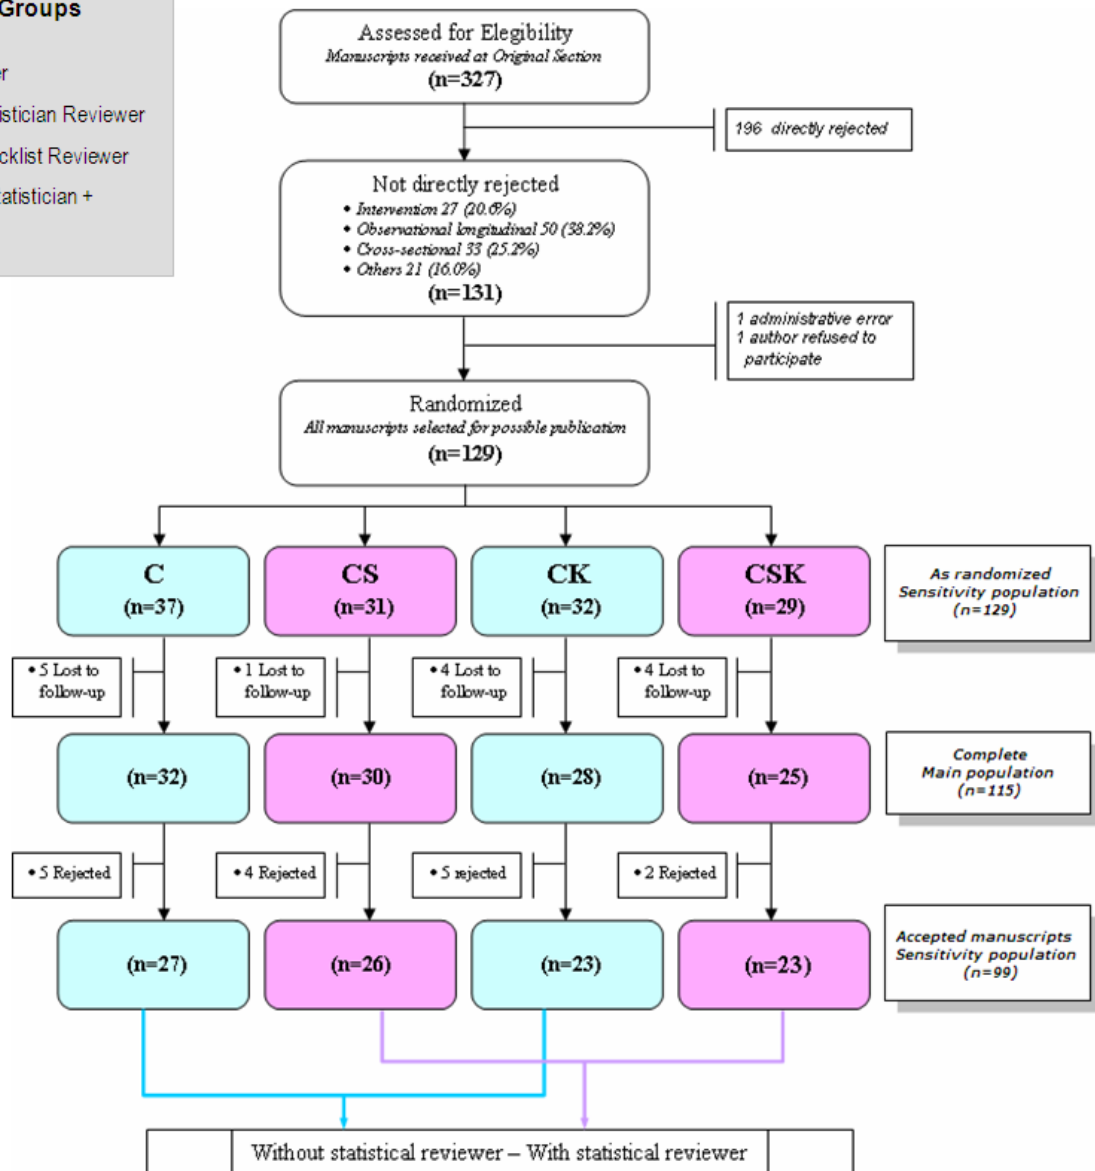 Groups
er
istician Reviewer
cklist Reviewer
tatistician +
Assessed for Elegibility
Manuscripts received at Original Section
(n=327)
196 directly rejected
Not directly rejected
• Intervention 27 (20.6%)
• Observational longitudinal 50 (38.2%)
• Cross-sectional 33 (25.2%)
• Others 21 (16.0%)
(n=131)
1 administrative error
1 author refused to
participate
Randomized
All manuscripts selected for possible publication
(n=129)
C
(n=37)
CS
(n=31)
CK
(n=32)
CSK
(n=29)
As randomized
Sensitivity population
(n=129)
• 5 Lost to
follow-up
• 1 Lost to
follow-up
• 4 Lost to
follow-up
• 4 Lost to
follow-up
(n=32)
(n=30)
(n=28)
(n=25)
Complete
Main population
(n=115)
• 5 Rejected
• 4 Rejected
• 5 rejected
• 2 Rejected
(n=27)
(n=26)
(n=23)
(n=23)
Accepted manuscripts
Sensitivity population
(n=99)
Without statistical reviewer – With statistical reviewer